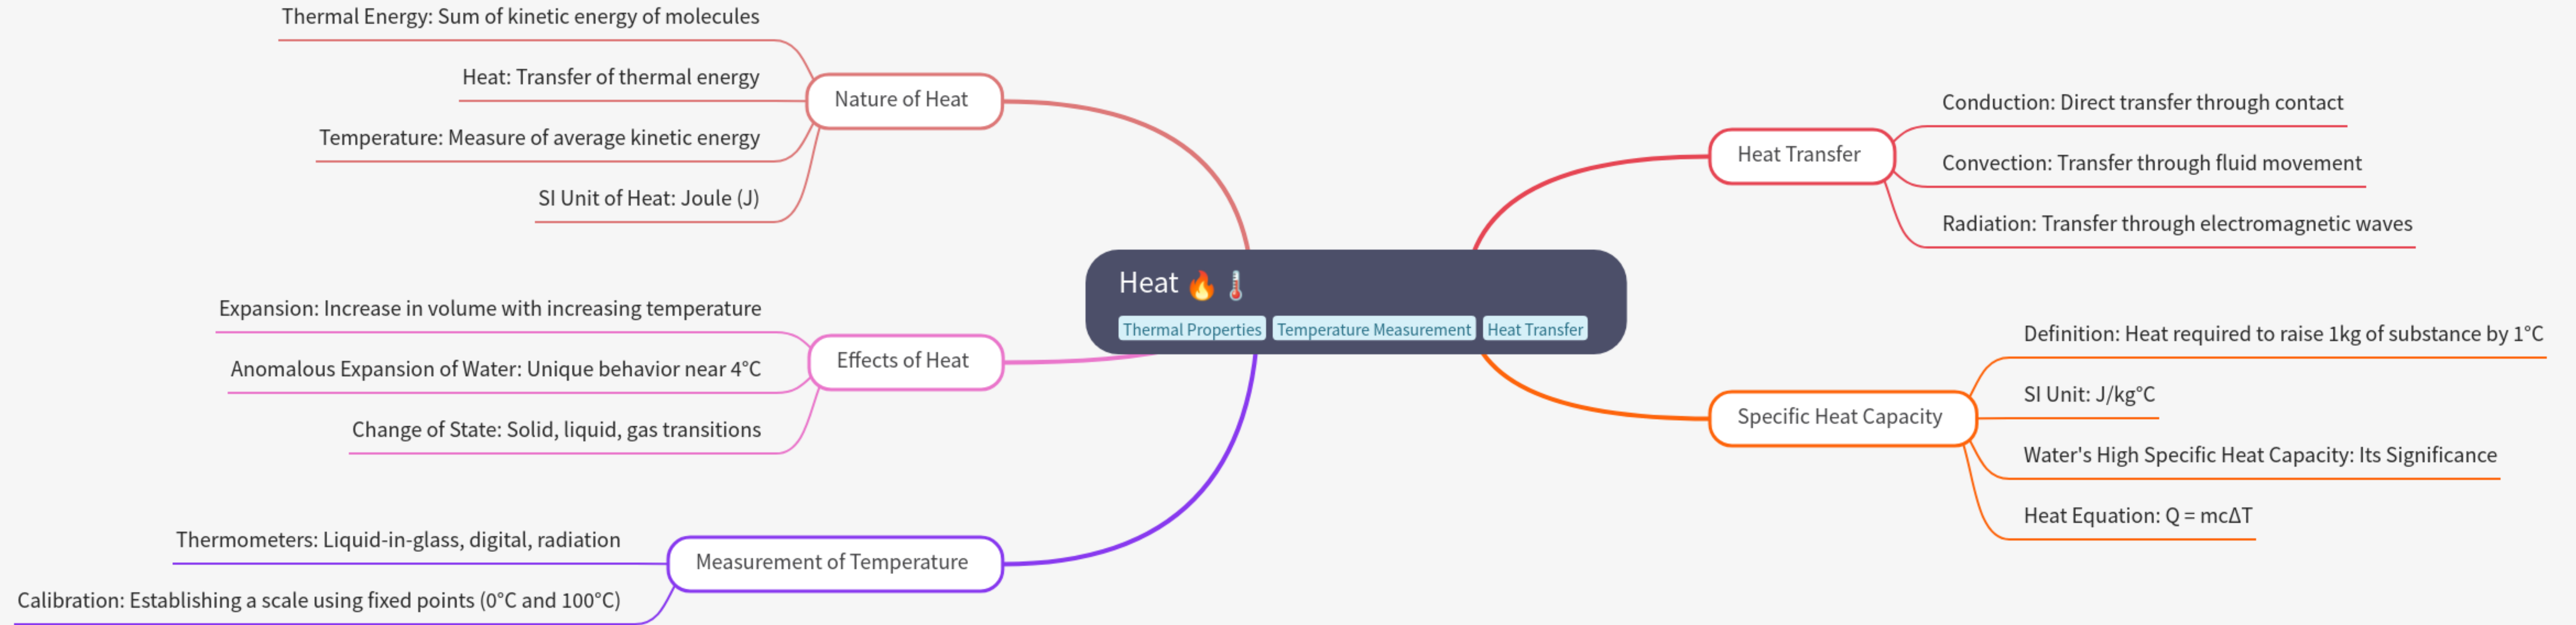 Heat 🔥🌡️
Thermal Properties Temperature Measurement Heat Transfer
Nature of Heat
Thermal Energy: Sum of kinetic energy of molecules
Heat: Transfer of thermal energy
Temperature: Measure of average kinetic energy
SI Unit of Heat: Joule (J)
Effects of Heat
Expansion: Increase in volume with increasing temperature
Anomalous Expansion of Water: Unique behavior near 4°C
Change of State: Solid, liquid, gas transitions
Measurement of Temperature
Thermometers: Liquid-in-glass, digital, radiation
Calibration: Establishing a scale using fixed points (0°C and 100°C)
Heat Transfer
Conduction: Direct transfer through contact
Convection: Transfer through fluid movement
Radiation: Transfer through electromagnetic waves
Specific Heat Capacity
Definition: Heat required to raise 1kg of substance by 1°C
SI Unit: J/kg°C
Water's High Specific Heat Capacity: Its Significance
Heat Equation: Q = mcΔT